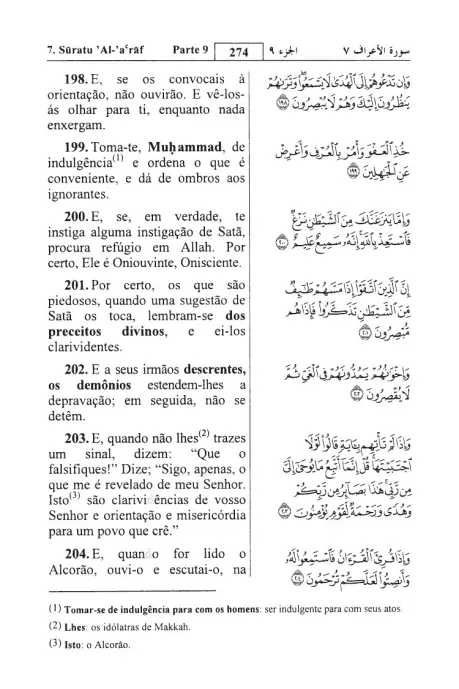 7. Sūratu ’Al-’aᶜrāf Parte 9 274 الجزء ٩ سورة الأعراف ٧
198. E, se os convocais à
orientação, não ouvirão. E vê-los-
ás olhar para ti, enquanto nada
enxergam.
وَإِن تَدْعُوهُمْ إِلَى ٱلْهُدَىٰ لَا يَسْمَعُوا۟ ۖ وَتَرَىٰهُمْ
يَنظُرُونَ إِلَيْكَ وَهُمْ لَا يُبْصِرُونَ ١٩٨
199. Toma-te, Muḥammad, de
indulgência(1) e ordena o que é
conveniente, e dá de ombros aos
ignorantes.
خُذِ ٱلْعَفْوَ وَأْمُرْ بِٱلْعُرْفِ وَأَعْرِضْ
عَنِ ٱلْجَٰهِلِينَ ١٩٩
200. E, se, em verdade, te
instiga alguma instigação de Satã,
procura refúgio em Allah. Por
certo, Ele é Oniouvinte, Onisciente.
وَإِمَّا يَنزَغَنَّكَ مِنَ ٱلشَّيْطَٰنِ نَزْغٌ
فَٱسْتَعِذْ بِٱللَّهِ ۚ إِنَّهُۥ سَمِيعٌ عَلِيمٌ ٢٠٠
201. Por certo, os que são
piedosos, quando uma sugestão de
Satã os toca, lembram-se dos
preceitos divinos, e ei-los
clarividentes.
إِنَّ ٱلَّذِينَ ٱتَّقَوْا۟ إِذَا مَسَّهُمْ طَٰٓئِفٌ
مِّنَ ٱلشَّيْطَٰنِ تَذَكَّرُوا۟ فَإِذَا هُم
مُّبْصِرُونَ ٢٠١
202. E a seus irmãos descrentes,
os demônios estendem-lhes a
depravação; em seguida, não se
detêm.
وَإِخْوَٰنُهُمْ يَمُدُّونَهُمْ فِى ٱلْغَىِّ ثُمَّ
لَا يُقْصِرُونَ ٢٠٢
203. E, quando não lhes(2) trazes
um sinal, dizem: “Que o
falsifiques!” Dize; “Sigo, apenas, o
que me é revelado de meu Senhor.
Isto(3) são clarividências de vosso
Senhor e orientação e misericórdia
para um povo que crê.”
وَإِذَا لَمْ تَأْتِهِم بِـَٔايَةٍ قَالُوا۟ لَوْلَا
ٱجْتَبَيْتَهَا ۚ قُلْ إِنَّمَآ أَتَّبِعُ مَا يُوحَىٰٓ إِلَىَّ
مِن رَّبِّى ۚ هَٰذَا بَصَآئِرُ مِن رَّبِّكُمْ
وَهُدًى وَرَحْمَةٌ لِّقَوْمٍ يُؤْمِنُونَ ٢٠٣
204. E, quando for lido o
Alcorão, ouvi-o e escutai-o, na
وَإِذَا قُرِئَ ٱلْقُرْءَانُ فَٱسْتَمِعُوا۟ لَهُۥ
وَأَنصِتُوا۟ لَعَلَّكُمْ تُرْحَمُونَ ٢٠٤
(1) Tomar-se de indulgência para com os homens: ser indulgente para com seus atos.
(2) Lhes: os idólatras de Makkah.
(3) Isto: o Alcorão.